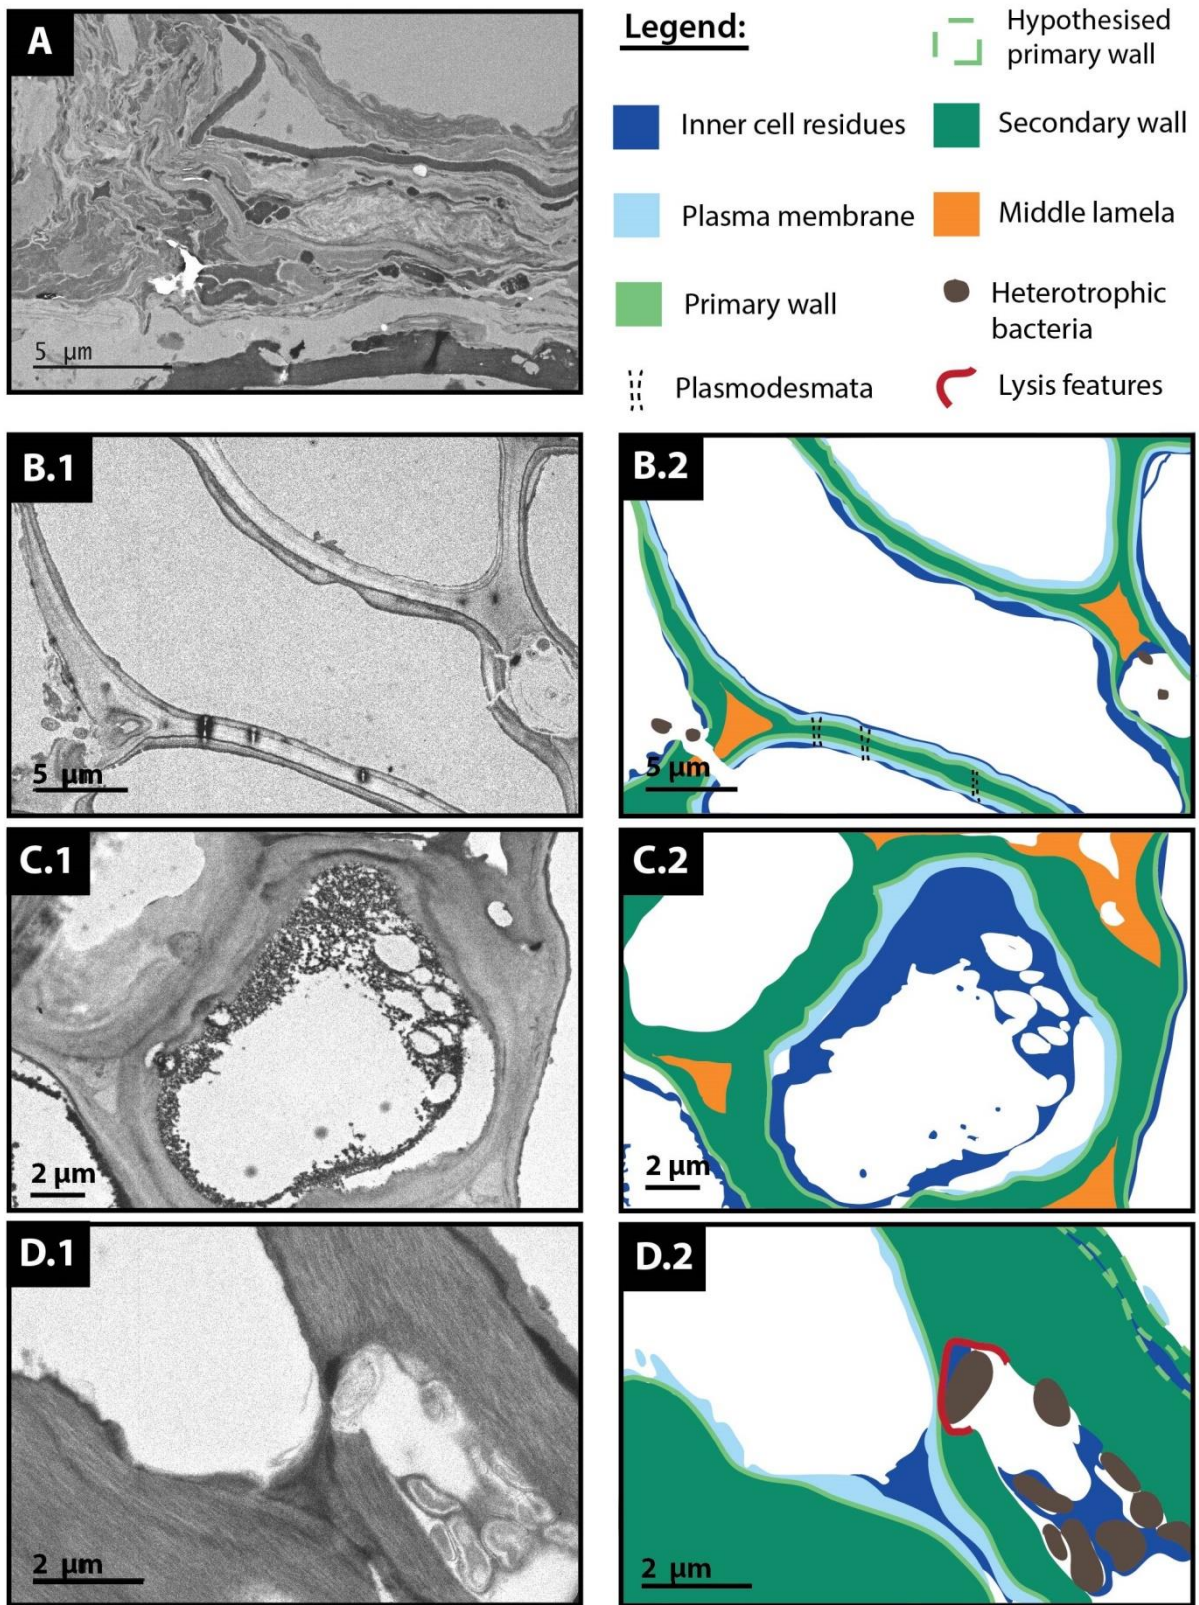 A
5 µm
Legend:
Hypothesised
primary wall
Inner cell residues
Secondary wall
Plasma membrane
Middle lamela
Primary wall
Heterotrophic
bacteria
Plasmodesmata
Lysis features
B.1
5 µm
B.2
5 µm
C.1
2 µm
C.2
2 µm
D.1
2 µm
D.2
2 µm